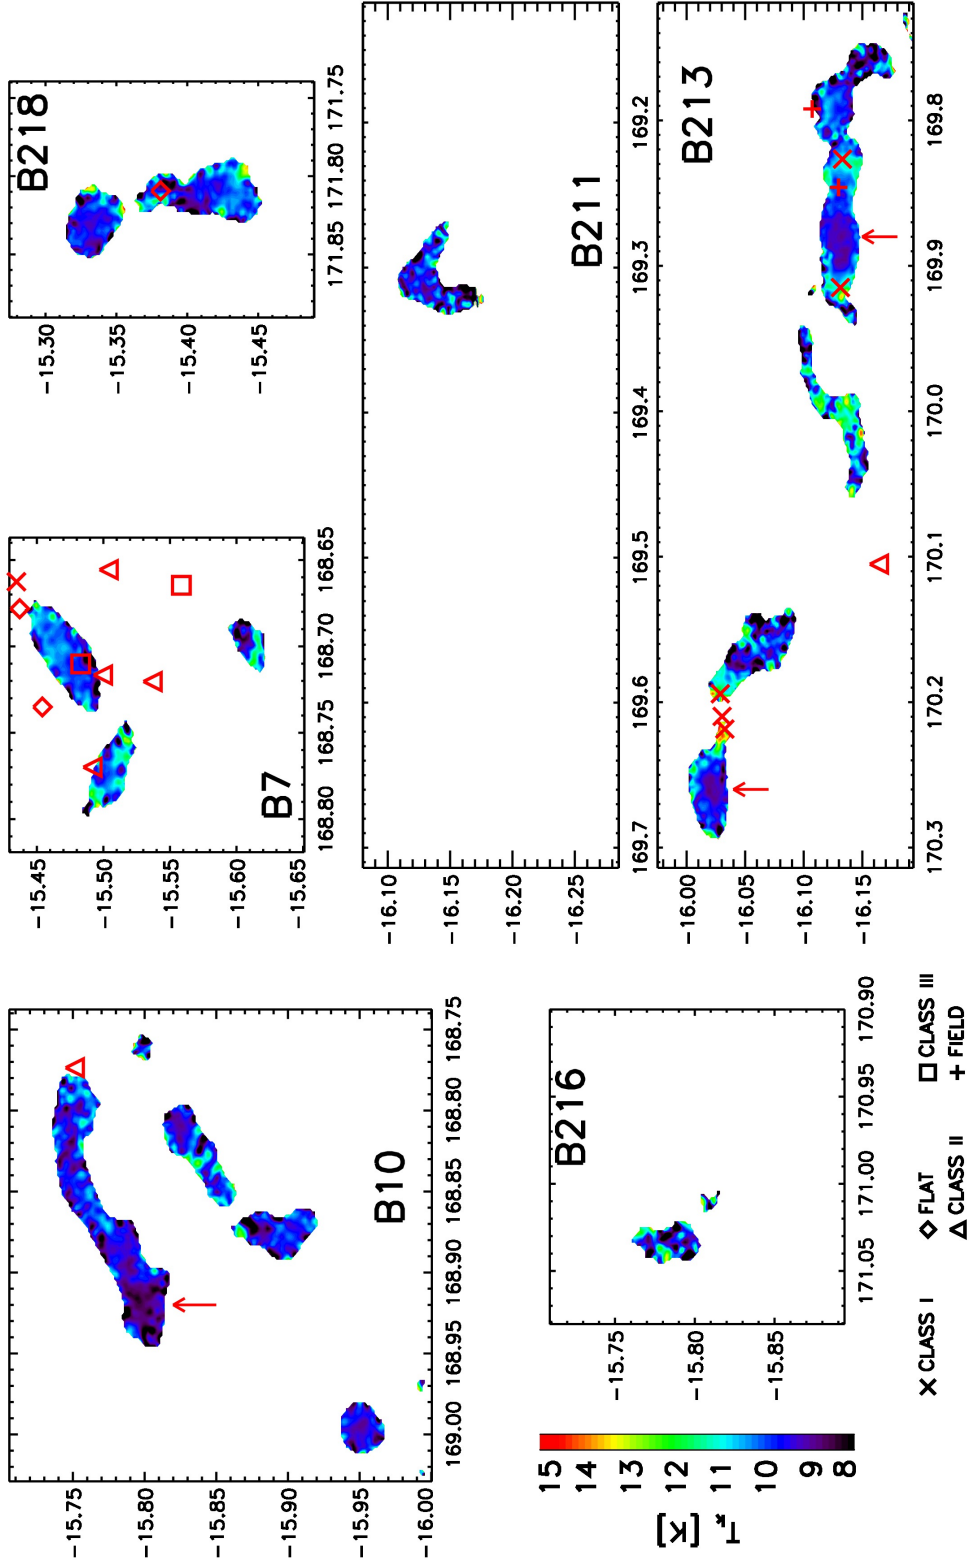 −15.75
−15.80
−15.85
−15.90
−15.95
−16.00
B10
169.00 168.95 168.90 168.85 168.80 168.75
−15.45
−15.50
−15.55
−15.60
−15.65
B7
168.80 168.75 168.70 168.65
−15.30
−15.35
−15.40
−15.45
B218
171.85 171.80 171.75
−16.10
−16.15
−16.20
−16.25
B211
169.7 169.6 169.5 169.4 169.3 169.2
15
14
13
12
11
10
9
8
T_K [K]
−15.75
−15.80
−15.85
B216
171.05 171.00 170.95 170.90
−16.00
−16.05
−16.10
−16.15
B213
170.3 170.2 170.1 170.0 169.9 169.8
CLASS I
FLAT
CLASS III
CLASS II
FIELD